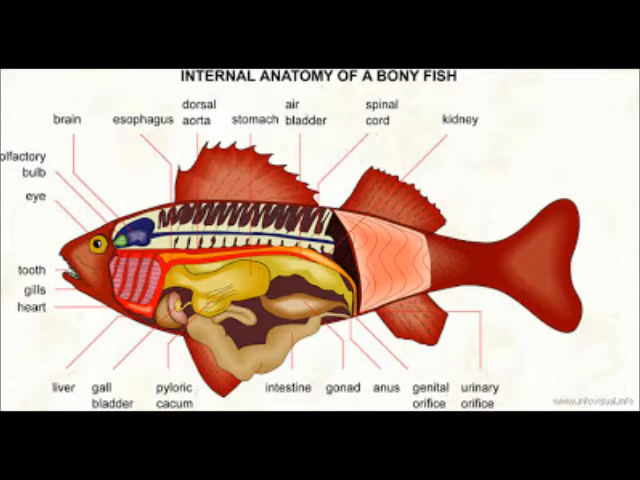 INTERNAL ANATOMY OF A BONY FISH
brain
esophagus
dorsal
aorta
stomach
air
bladder
spinal
cord
kidney
olfactory
bulb
eye
tooth
gills
heart
liver
gall
bladder
pyloric
cacum
intestine
gonad
anus
genital
orifice
urinary
orifice
www.infovisual.info